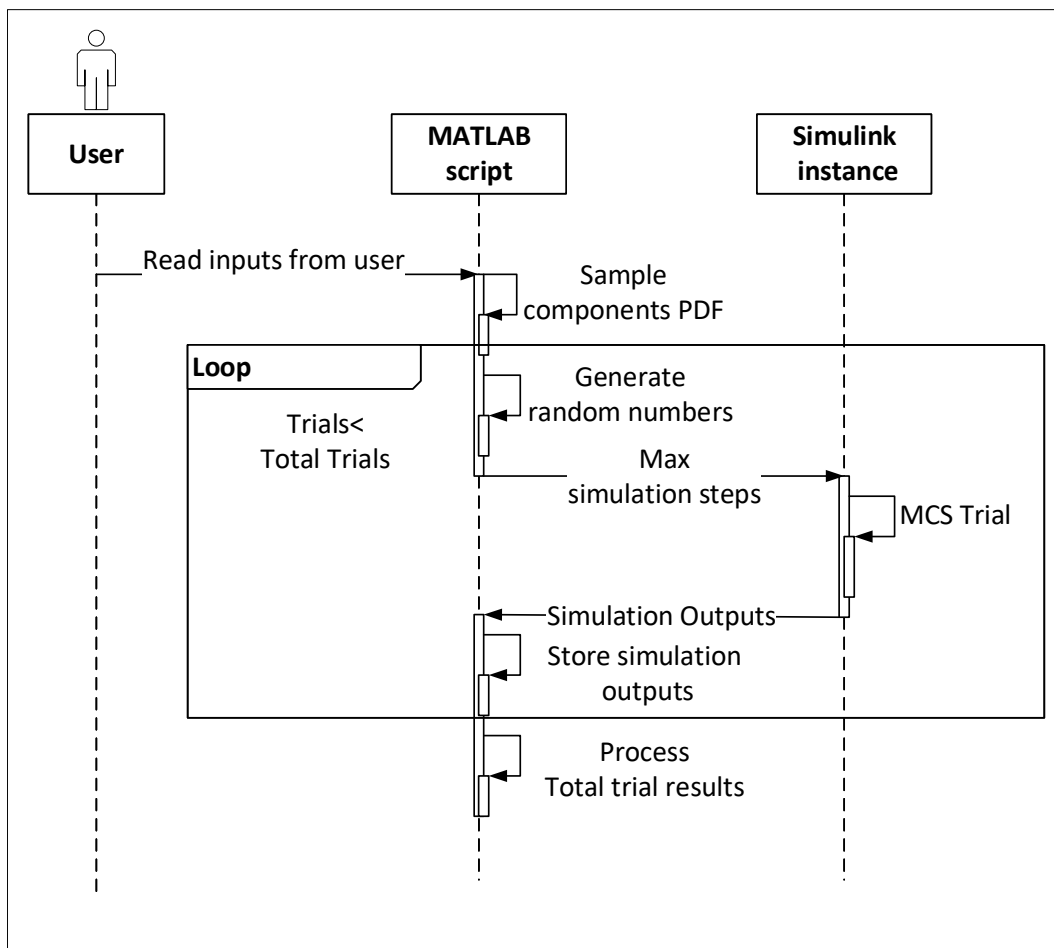 User
MATLAB
script
Simulink
instance
Read inputs from user
Sample
components PDF
Loop
Generate
random numbers
Trials<
Total Trials
Max
simulation steps
MCS Trial
Simulation Outputs
Store simulation
outputs
Process
Total trial results